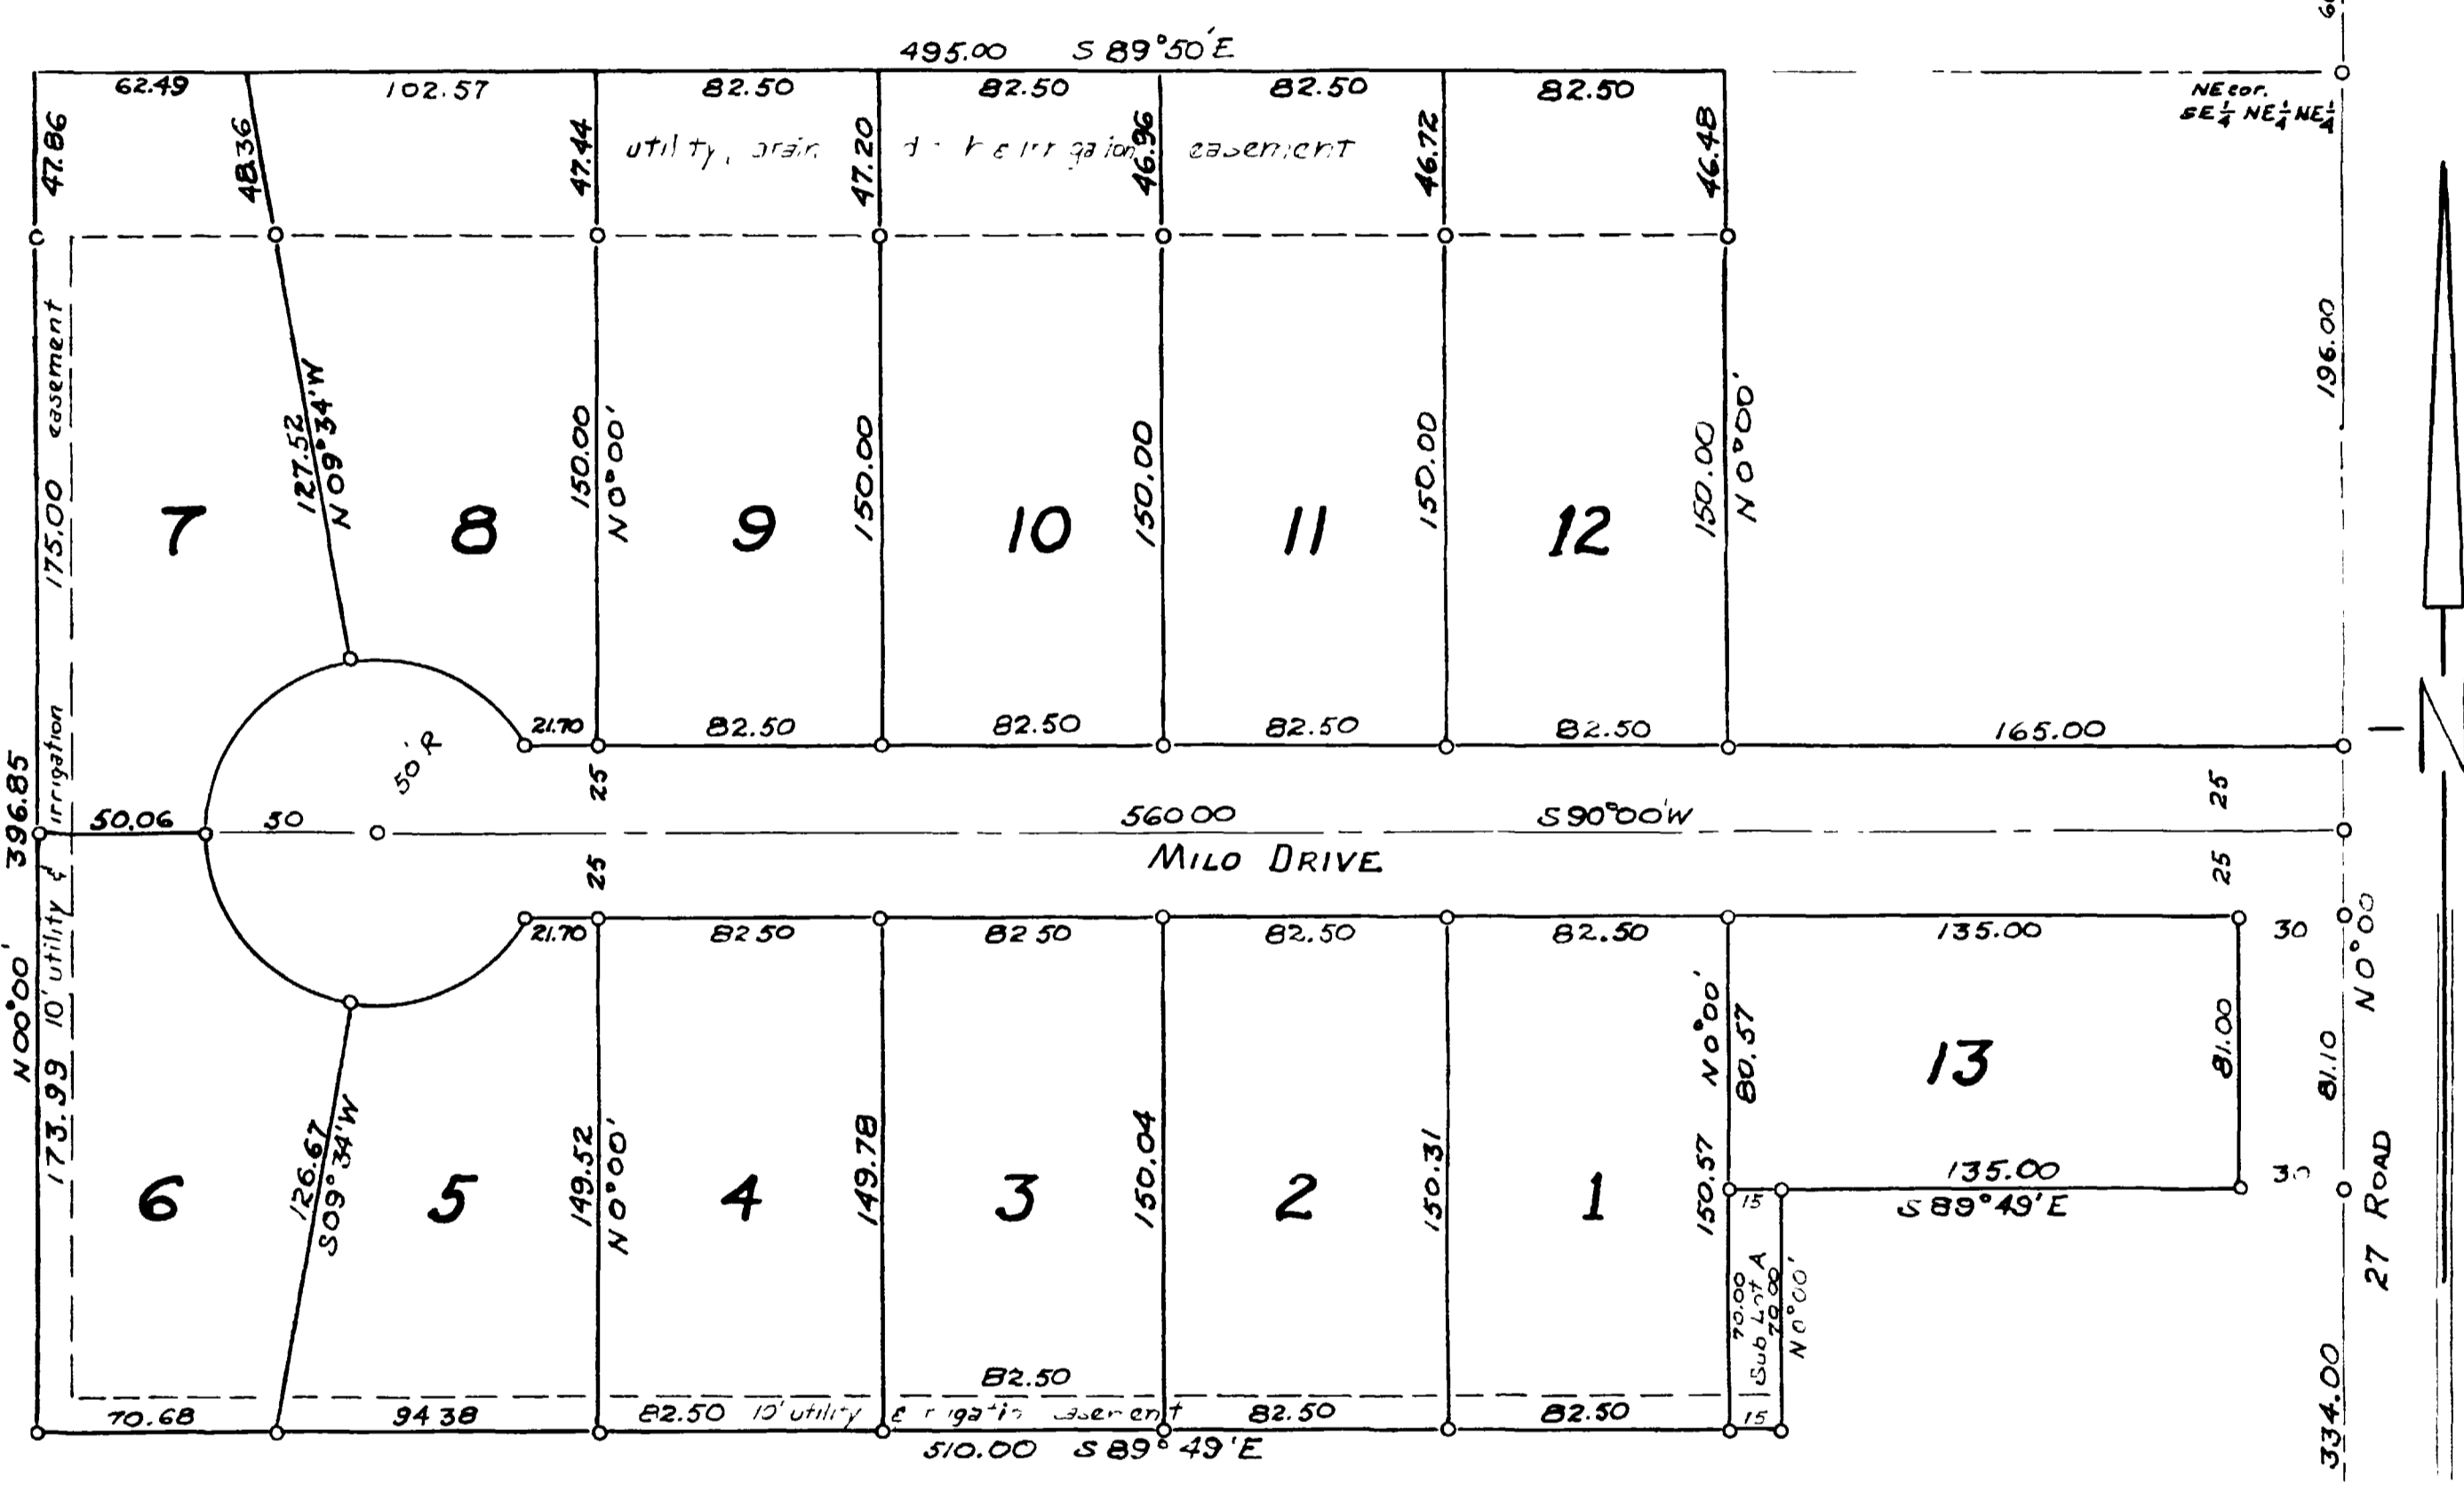 495.00 S 89°50'E
62.49 102.57 82.50 82.50 82.50 82.50
NE cor.
SE 1/4 NE 1/4 NE 1/4
47.86 48.36 47.44 47.20 46.96 46.72 46.48
utility, easement
196.00
175.00 easement
127.52
N 09°34'W
150.00
N 0°00'
150.00
150.00
150.00
150.00
N 0°00'
7 8 9 10 11 12
21.70 82.50 82.50 82.50 82.50 165.00
50'R
25 25
396.85
N 00°00'
10' utility & irrigation
50.06 50 560 00 S 90°00'W
MILO DRIVE
25 25
21.70 82 50 82 50 82.50 82.50 135.00 30
N 0°00
173.99
N 0°00'
80.57
13
81.00
81.10
126.67
S 09°34'W
149.52
N 0°00'
149.78
150.04
150.31
150.57
6 5 4 3 2 1
135.00
15 S 89°49'E
27 ROAD
70.00
Sub Lot A
70 00
N 0°00'
82.50
70.68 94 38 82.50 10' utility 82.50 82.50 15
510.00 S 89°49'E
334.00
N